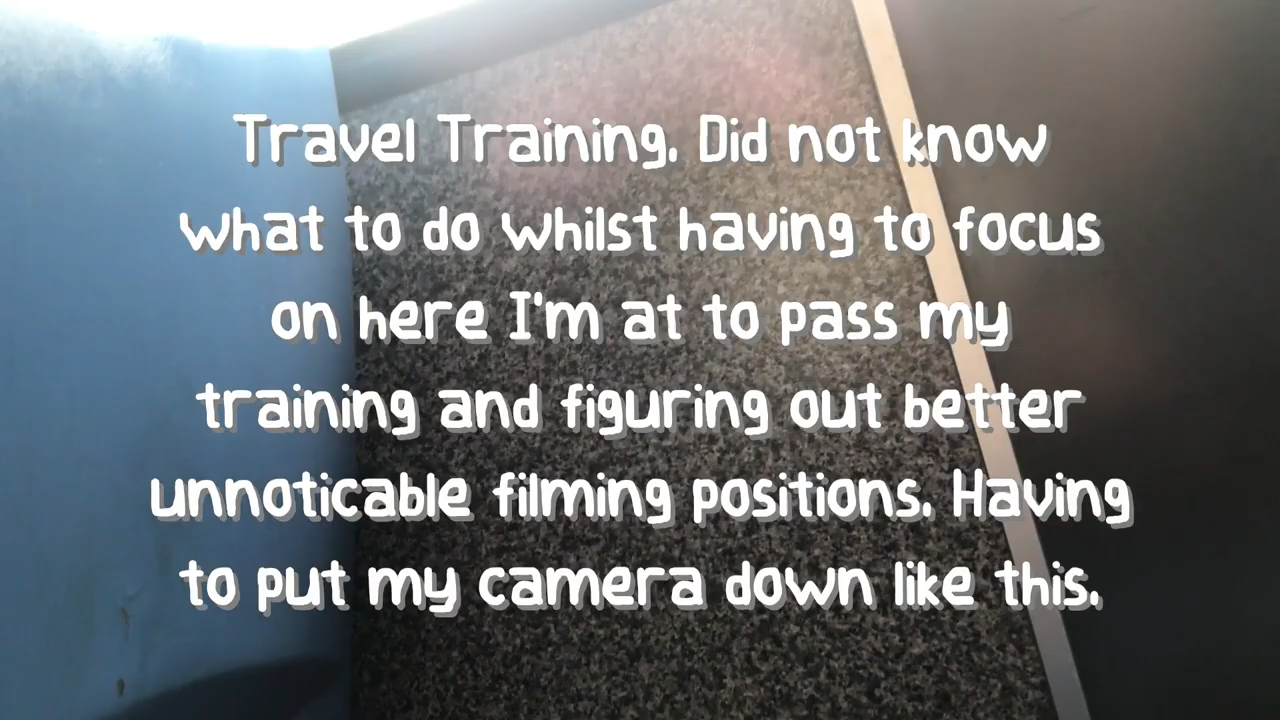 Travel Training. Did not know
what to do whilst having to focus
on here I'm at to pass my
training and figuring out better
unnoticable filming positions. Having
to put my camera down like this.